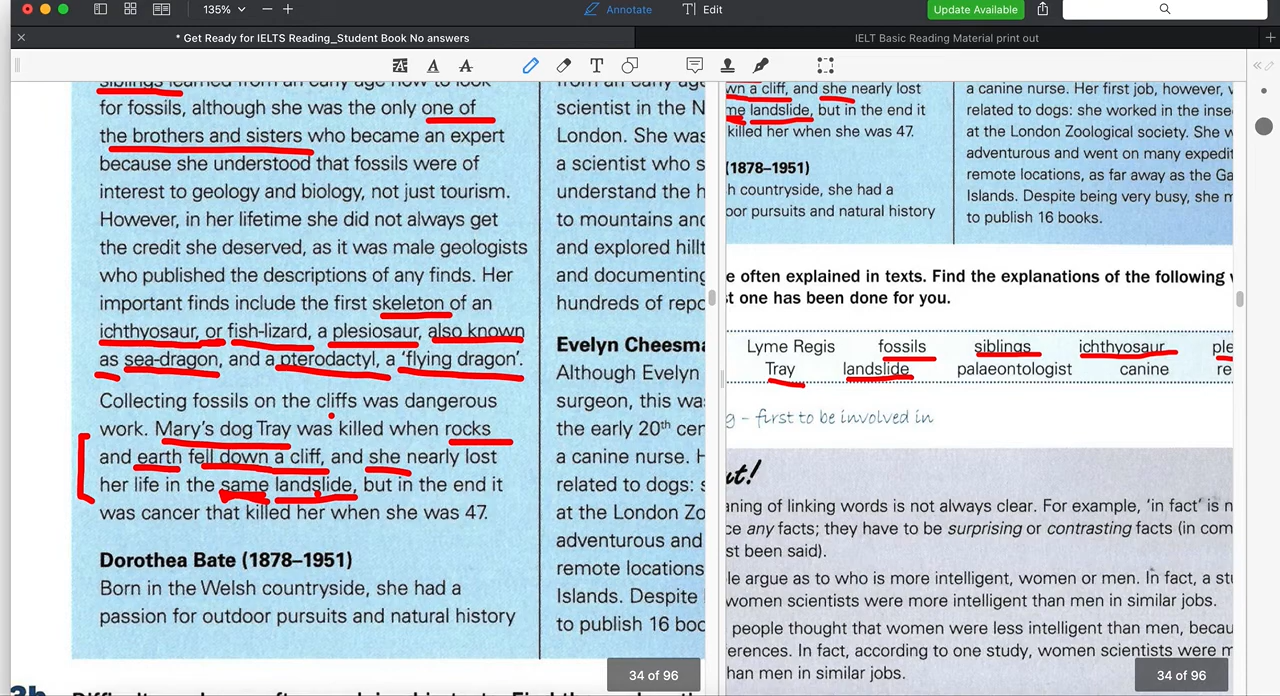 135%
Annotate
Edit
Update Available
* Get Ready for IELTS Reading_Student Book No answers
IELT Basic Reading Material print out
siblings learned from an early age how to look
for fossils, although she was the only one of
the brothers and sisters who became an expert
because she understood that fossils were of
interest to geology and biology, not just tourism.
However, in her lifetime she did not always get
the credit she deserved, as it was male geologists
who published the descriptions of any finds. Her
important finds include the first skeleton of an
ichthyosaur, or fish-lizard, a plesiosaur, also known
as sea-dragon, and a pterodactyl, a 'flying dragon'.
Collecting fossils on the cliffs was dangerous
work. Mary's dog Tray was killed when rocks
and earth fell down a cliff, and she nearly lost
her life in the same landslide, but in the end it
was cancer that killed her when she was 47.
Dorothea Bate (1878–1951)
Born in the Welsh countryside, she had a
passion for outdoor pursuits and natural history
from an early age
scientist in the N
London. She was
a scientist who s
understand the h
to mountains and
and explored hillt
and documenting
hundreds of repo
Evelyn Cheesma
Although Evelyn
surgeon, this was
the early 20th cen
a canine nurse. H
related to dogs: s
at the London Zo
adventurous and
remote locations
Islands. Despite
to publish 16 boo
34 of 96
wn a cliff, and she nearly lost
me landslide, but in the end it
killed her when she was 47.
(1878–1951)
h countryside, she had a
oor pursuits and natural history
a canine nurse. Her first job, however, w
related to dogs: she worked in the inse
at the London Zoological society. She w
adventurous and went on many expedit
remote locations, as far away as the Ga
Islands. Despite being very busy, she m
to publish 16 books.
e often explained in texts. Find the explanations of the following
st one has been done for you.
Lyme Regis fossils siblings ichthyosaur ple
Tray landslide palaeontologist canine re
g – first to be involved in
ut!
aning of linking words is not always clear. For example, 'in fact' is n
ce any facts; they have to be surprising or contrasting facts (in com
st been said).
le argue as to who is more intelligent, women or men. In fact, a stu
women scientists were more intelligent than men in similar jobs.
people thought that women were less intelligent than men, becau
erences. In fact, according to one study, women scientists were m
han men in similar jobs.
34 of 96